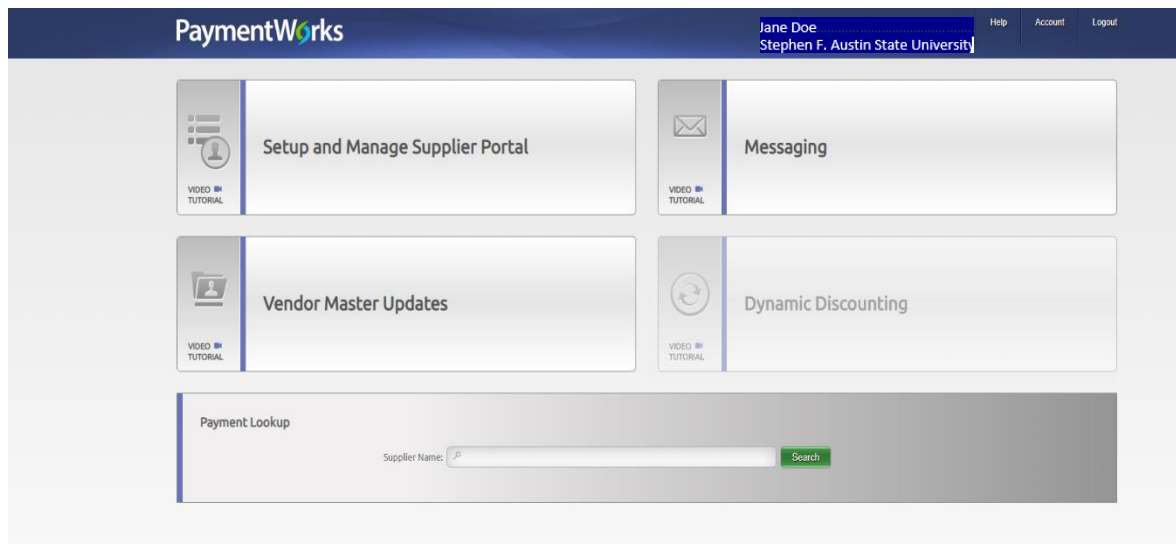 PaymentWorks
Jane Doe
Stephen F. Austin State University
Help Account Logout
Setup and Manage Supplier Portal
VIDEO
TUTORIAL
Messaging
VIDEO
TUTORIAL
Vendor Master Updates
VIDEO
TUTORIAL
Dynamic Discounting
VIDEO
TUTORIAL
Payment Lookup
Supplier Name: Search